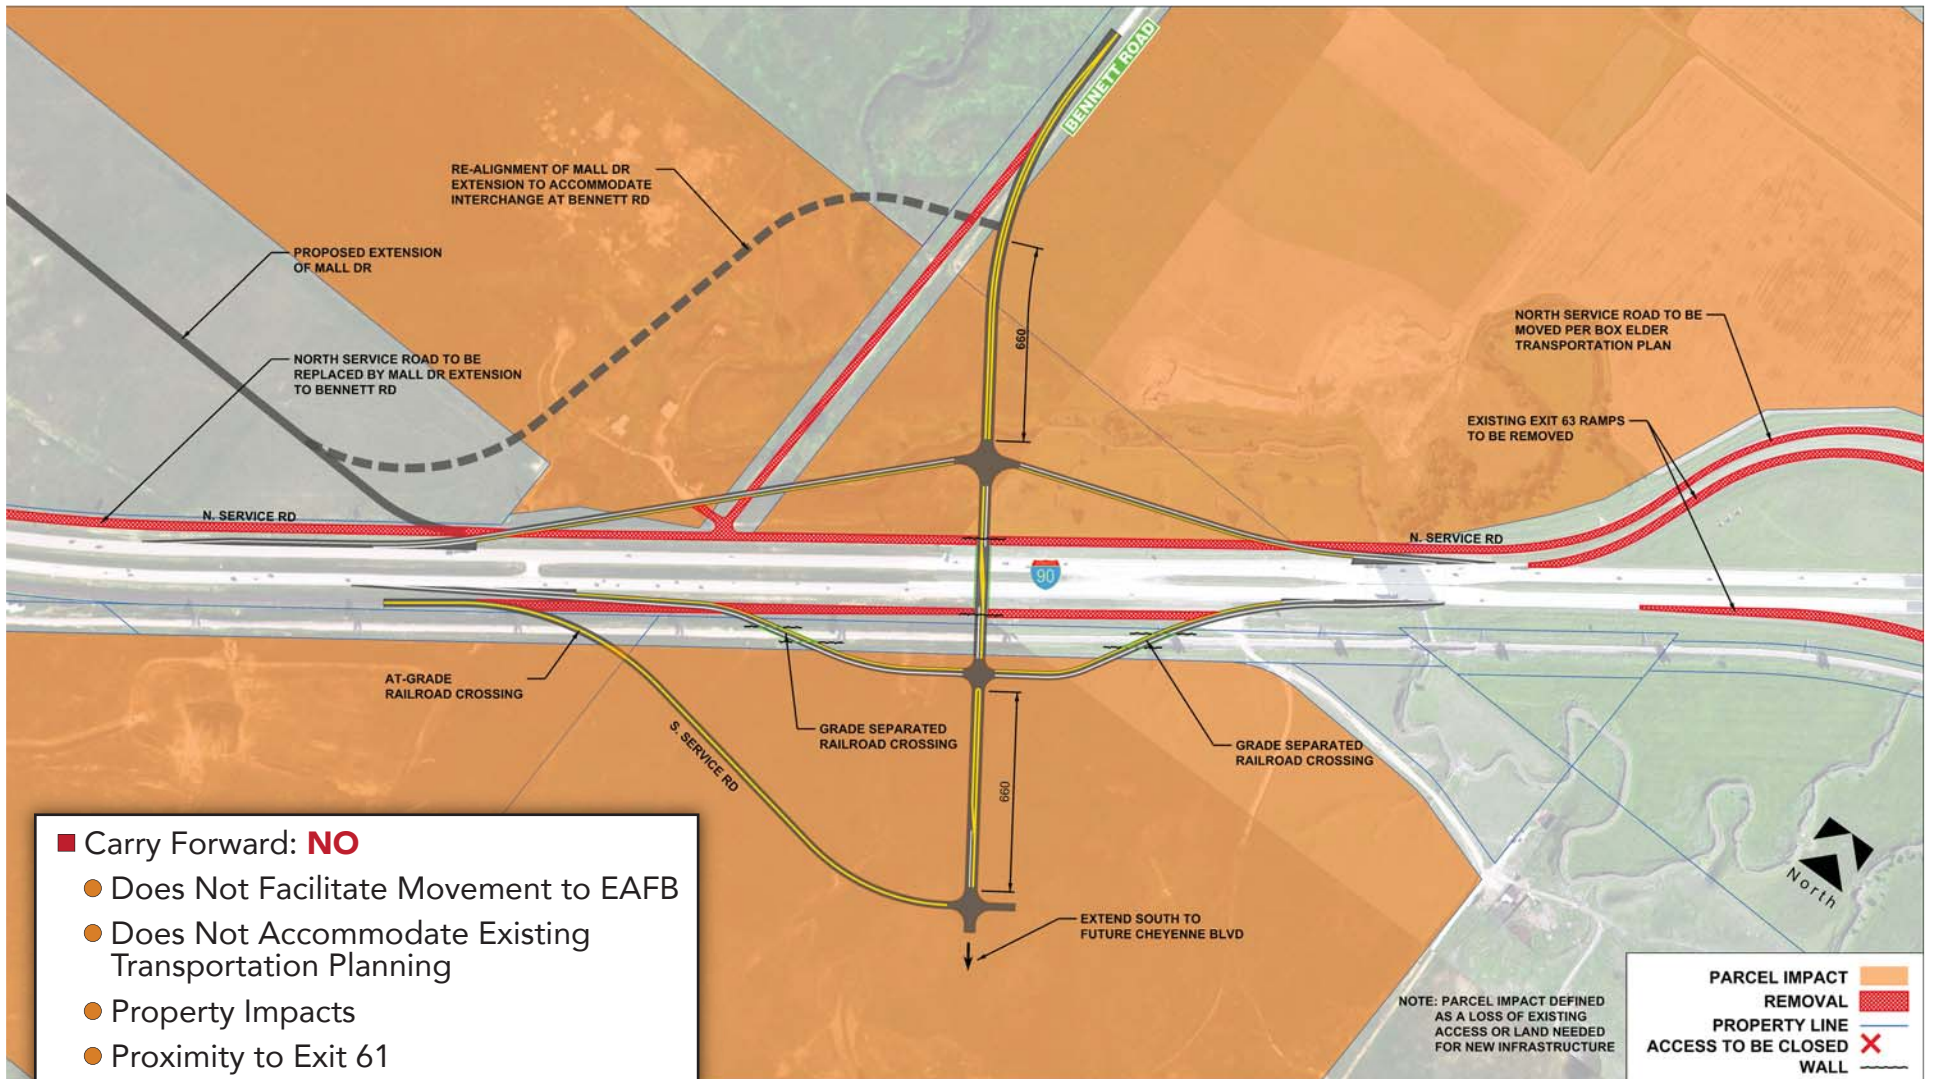 BENNETT ROAD
RE-ALIGNMENT OF MALL DR
EXTENSION TO ACCOMMODATE
INTERCHANGE AT BENNETT RD
PROPOSED EXTENSION
OF MALL DR
660
NORTH SERVICE ROAD TO BE
MOVED PER BOX ELDER
TRANSPORTATION PLAN
NORTH SERVICE ROAD TO BE
REPLACED BY MALL DR EXTENSION
TO BENNETT RD
EXISTING EXIT 63 RAMPS
TO BE REMOVED
N. SERVICE RD
N. SERVICE RD
90
AT-GRADE
RAILROAD CROSSING
S. SERVICE RD
GRADE SEPARATED
RAILROAD CROSSING
GRADE SEPARATED
RAILROAD CROSSING
660
EXTEND SOUTH TO
FUTURE CHEYENNE BLVD
North
Carry Forward: NO
Does Not Facilitate Movement to EAFB
Does Not Accommodate Existing
Transportation Planning
Property Impacts
Proximity to Exit 61
NOTE: PARCEL IMPACT DEFINED
AS A LOSS OF EXISTING
ACCESS OR LAND NEEDED
FOR NEW INFRASTRUCTURE
PARCEL IMPACT
REMOVAL
PROPERTY LINE
ACCESS TO BE CLOSED
WALL